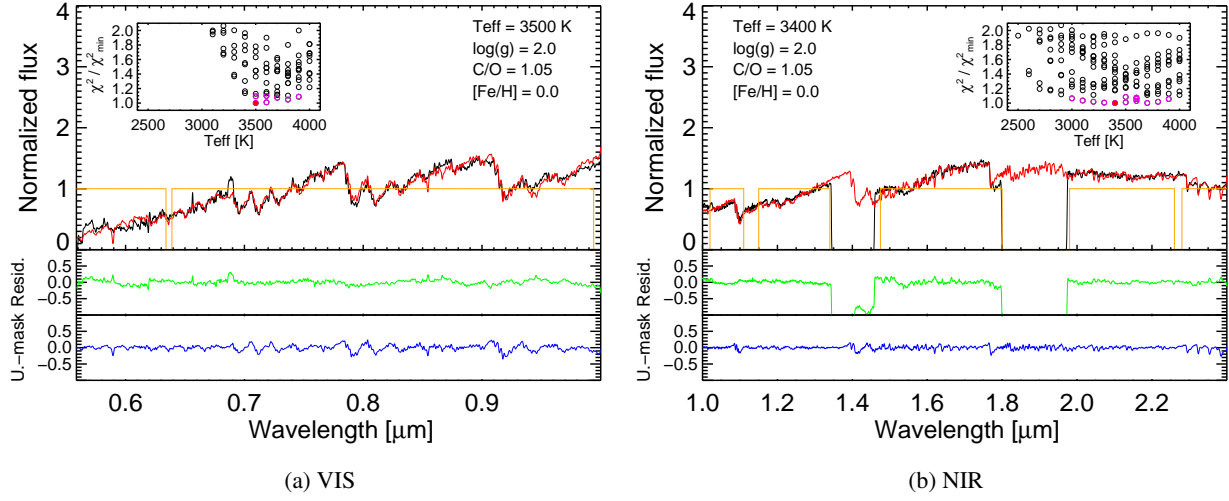 Normalized flux
4
3
2
1
0
χ²/χ²min
2.0
1.8
1.6
1.4
1.2
1.0
2500 3000 3500 4000
Teff [K]
Teff = 3500 K
log(g) = 2.0
C/O = 1.05
[Fe/H] = 0.0
Resid.
0.5
0.0
−0.5
U.-mask
0.5
0.0
−0.5
0.6 0.7 0.8 0.9
Wavelength [μm]
(a) VIS
Normalized flux
4
3
2
1
0
Teff = 3400 K
log(g) = 2.0
C/O = 1.05
[Fe/H] = 0.0
χ²/χ²min
2.0
1.8
1.6
1.4
1.2
1.0
2500 3000 3500 4000
Teff [K]
Resid.
0.5
0.0
−0.5
U.-mask
0.5
0.0
−0.5
1.0 1.2 1.4 1.6 1.8 2.0 2.2
Wavelength [μm]
(b) NIR